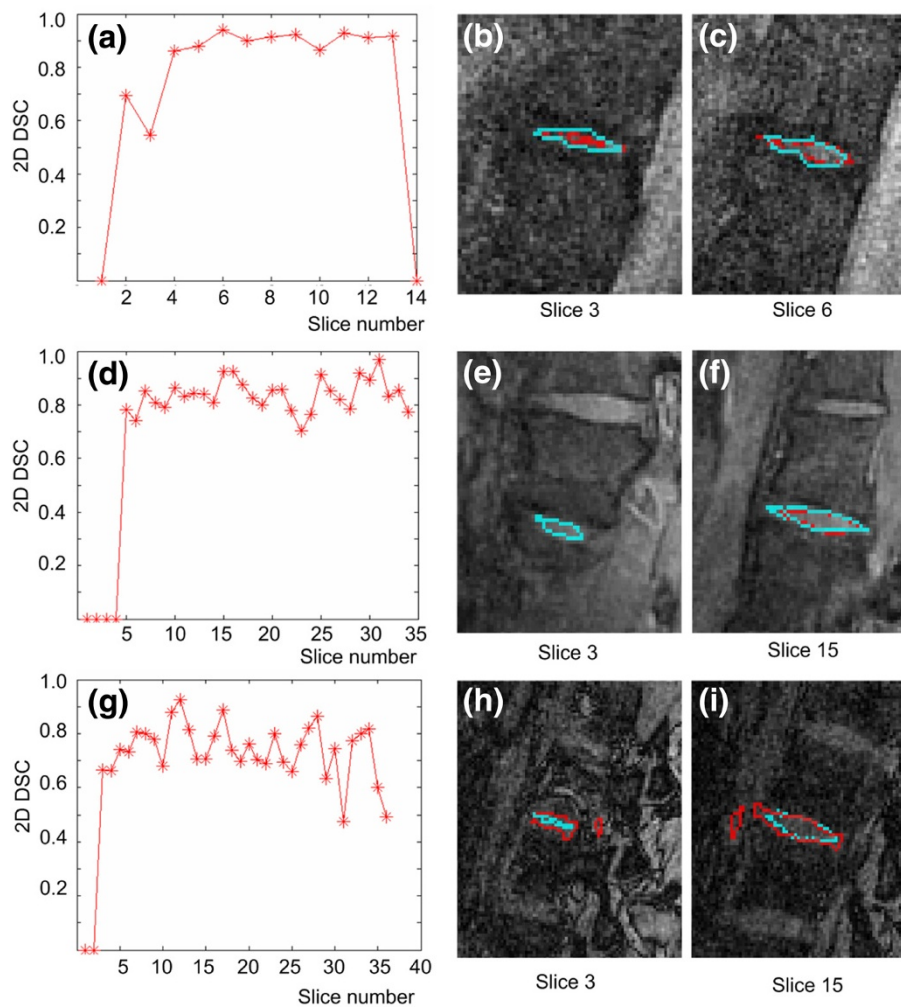 (a)
2D DSC
1.0
0.8
0.6
0.4
0.2
2 4 6 8 10 12 14
Slice number
(b)
Slice 3
(c)
Slice 6
(d)
2D DSC
1.0
0.8
0.6
0.4
0.2
5 10 15 20 25 30 35
Slice number
(e)
Slice 3
(f)
Slice 15
(g)
2D DSC
1.0
0.8
0.6
0.4
0.2
5 10 15 20 25 30 35 40
Slice number
(h)
Slice 3
(i)
Slice 15